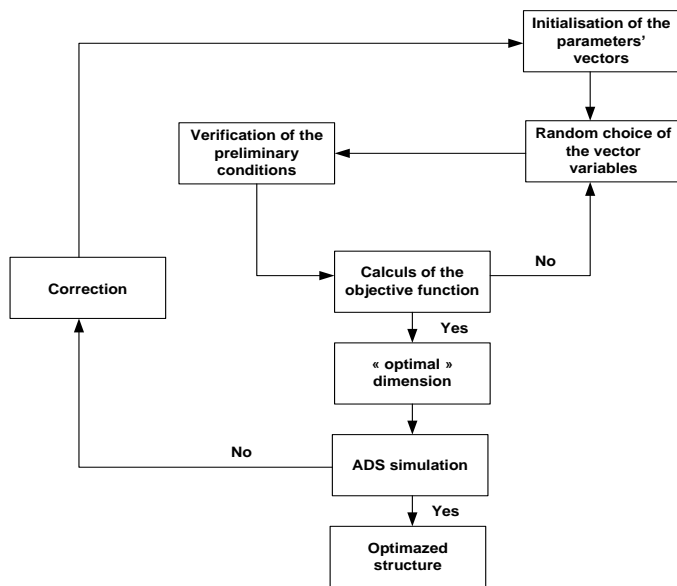 Initialisation of the
parameters'
vectors
Verification of the
preliminary
conditions
Random choice of
the vector
variables
Correction
Calculs of the
objective function
No
Yes
« optimal »
dimension
No
ADS simulation
Yes
Optimazed
structure